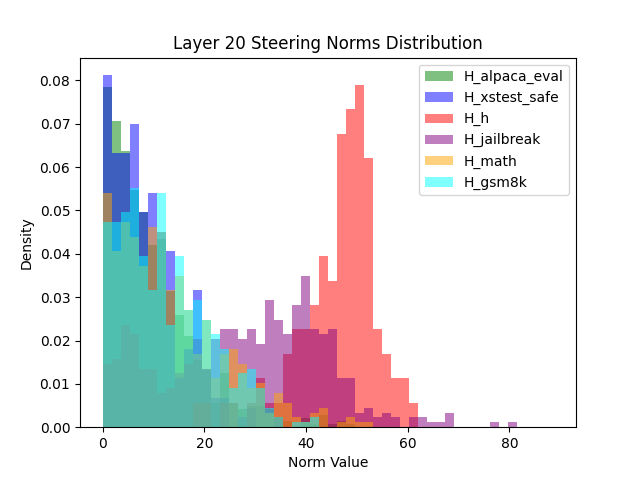 Layer 20 Steering Norms Distribution
H_alpaca_eval
H_xstest_safe
H_h
H_jailbreak
H_math
H_gsm8k
0.08
0.07
0.06
0.05
0.04
0.03
0.02
0.01
0.00
Density
0 20 40 60 80
Norm Value